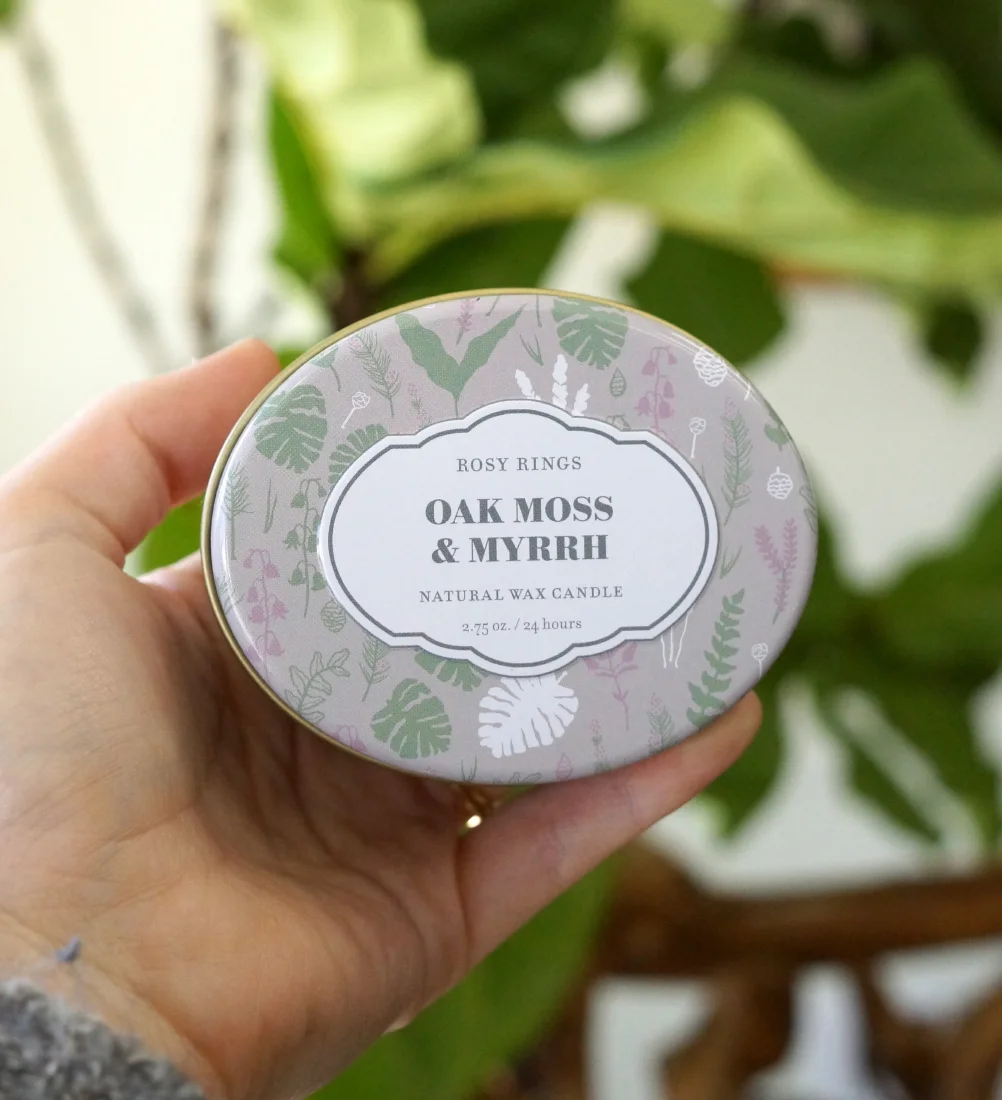 ROSY RINGS
OAK MOSS
& MYRRH
NATURAL WAX CANDLE
2.75 oz. / 24 hours